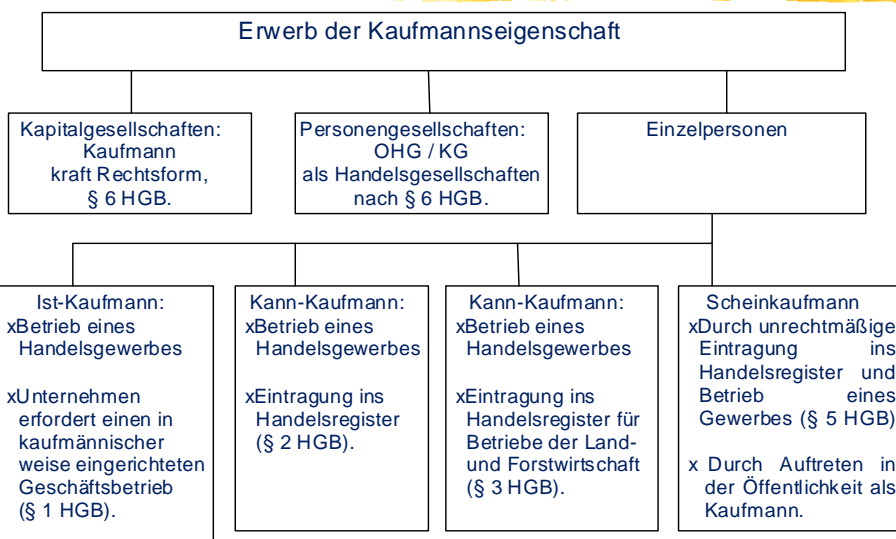 Erwerb der Kaufmannseigenschaft
Kapitalgesellschaften:
Kaufmann
kraft Rechtsform,
§ 6 HGB.
Personengesellschaften:
OHG / KG
als Handelsgesellschaften
nach § 6 HGB.
Einzelpersonen
Ist-Kaufmann:
xBetrieb eines
Handelsgewerbes
xUnternehmen
erfordert einen in
kaufmännischer
weise eingerichteten
Geschäftsbetrieb
(§ 1 HGB).
Kann-Kaufmann:
xBetrieb eines
Handelsgewerbes
xEintragung ins
Handelsregister
(§ 2 HGB).
Kann-Kaufmann:
xBetrieb eines
Handelsgewerbes
xEintragung ins
Handelsregister für
Betriebe der Land-
und Forstwirtschaft
(§ 3 HGB).
Scheinkaufmann
xDurch unrechtmäßige
Eintragung ins
Handelsregister und
Betrieb eines
Gewerbes (§ 5 HGB)
x Durch Auftreten in
der Öffentlichkeit als
Kaufmann.